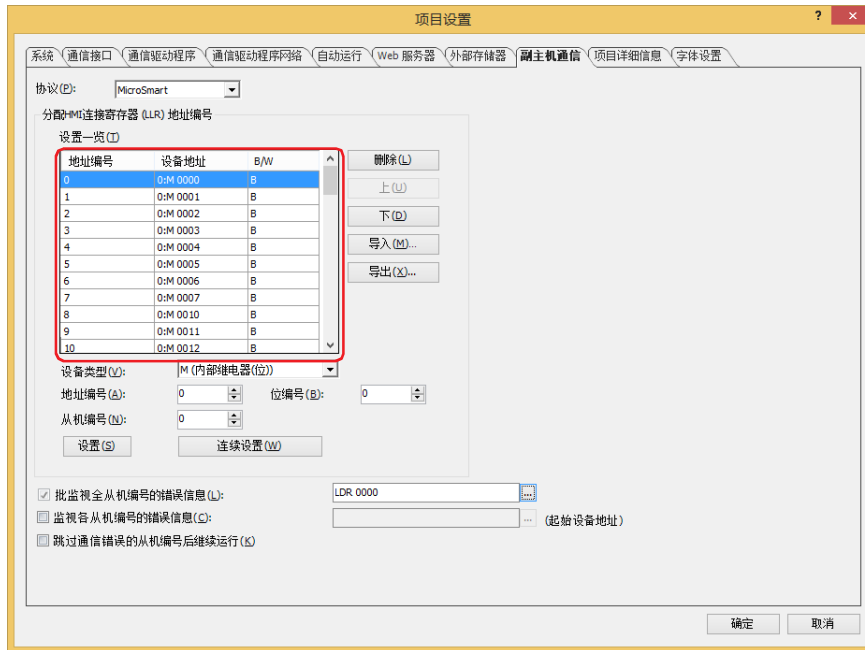 项目设置
? ×
系统 通信接口 通信驱动程序 通信驱动程序网络 自动运行 Web 服务器 外部存储器 副主机通信 项目详细信息 字体设置
协议(P): MicroSmart
分配HMI连接寄存器 (LLR) 地址编号
设置一览(T)
地址编号 设备地址 B/W
0 0:M 0000 B
1 0:M 0001 B
2 0:M 0002 B
3 0:M 0003 B
4 0:M 0004 B
5 0:M 0005 B
6 0:M 0006 B
7 0:M 0007 B
8 0:M 0010 B
9 0:M 0011 B
10 0:M 0012 B
删除(L)
上(U)
下(D)
导入(M)...
导出(X)...
设备类型(V): M (内部继电器(位))
地址编号(A): 0 位编号(B): 0
从机编号(N): 0
设置(S) 连续设置(W)
批监视全从机编号的错误信息(L): LDR 0000 ...
监视各从机编号的错误信息(C): ... (起始设备地址)
跳过通信错误的从机编号后继续运行(K)
确定 取消